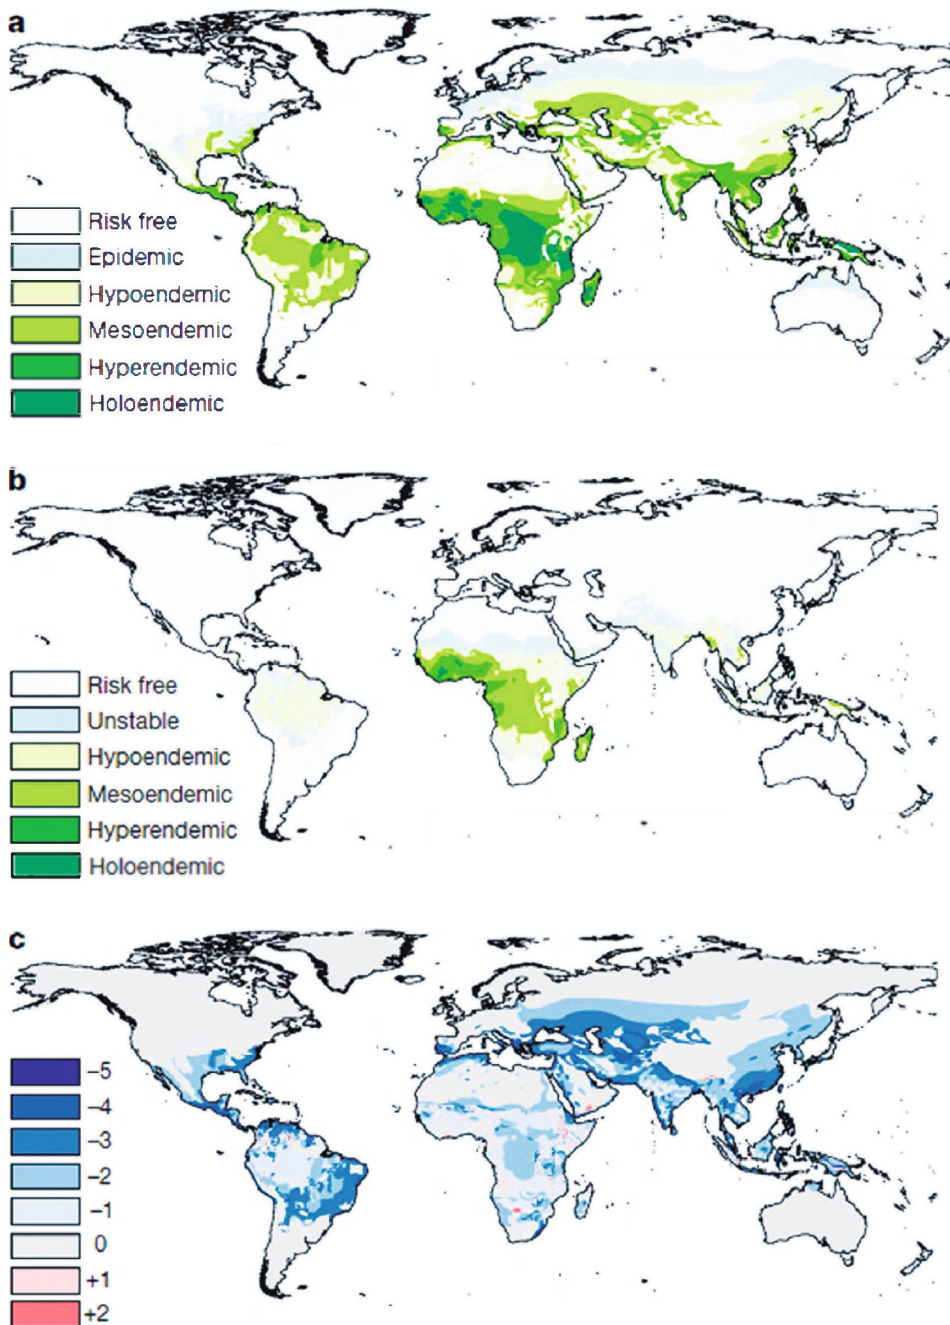 a
Risk free
Epidemic
Hypoendemic
Mesoendemic
Hyperendemic
Holoendemic
b
Risk free
Unstable
Hypoendemic
Mesoendemic
Hyperendemic
Holoendemic
c
−5
−4
−3
−2
−1
0
+1
+2